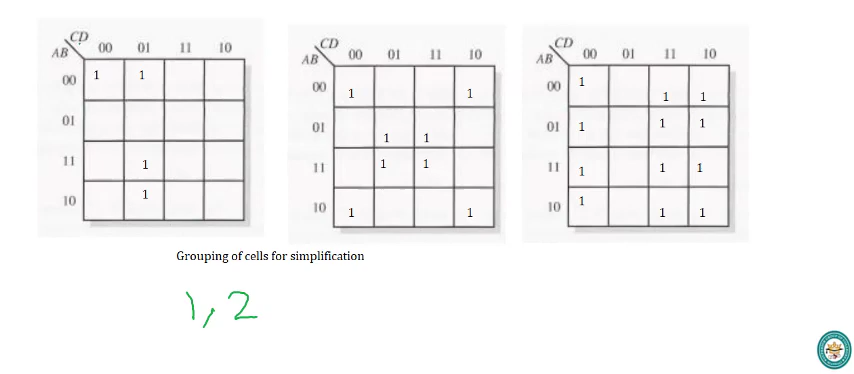 CD CD CD
AB 00 01 11 10 AB 00 01 11 10 AB 00 01 11 10
00 1 1 00 1 1 00 1 1 1
01 01 1 1 01 1 1 1
11 1 11 1 1 11 1 1 1
10 1 10 1 1 10 1 1 1
Grouping of cells for simplification
1, 2